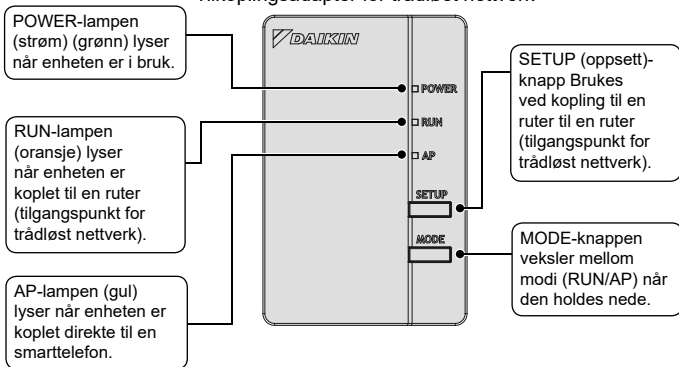 Tilkoplingsadapter for trådløst nettverk
POWER-lampen
(strøm) (grønn) lyser
når enheten er i bruk.
RUN-lampen
(oransje) lyser
når enheten er
koplet til en ruter
(tilgangspunkt for
trådløst nettverk).
AP-lampen (gul)
lyser når enheten er
koplet direkte til en
smarttelefon.
DAIKIN
POWER
RUN
AP
SETUP
MODE
SETUP (oppsett)-
knapp Brukes
ved kopling til en
ruter til en ruter
(tilgangspunkt for
trådløst nettverk).
MODE-knappen
veksler mellom
modi (RUN/AP) når
den holdes nede.